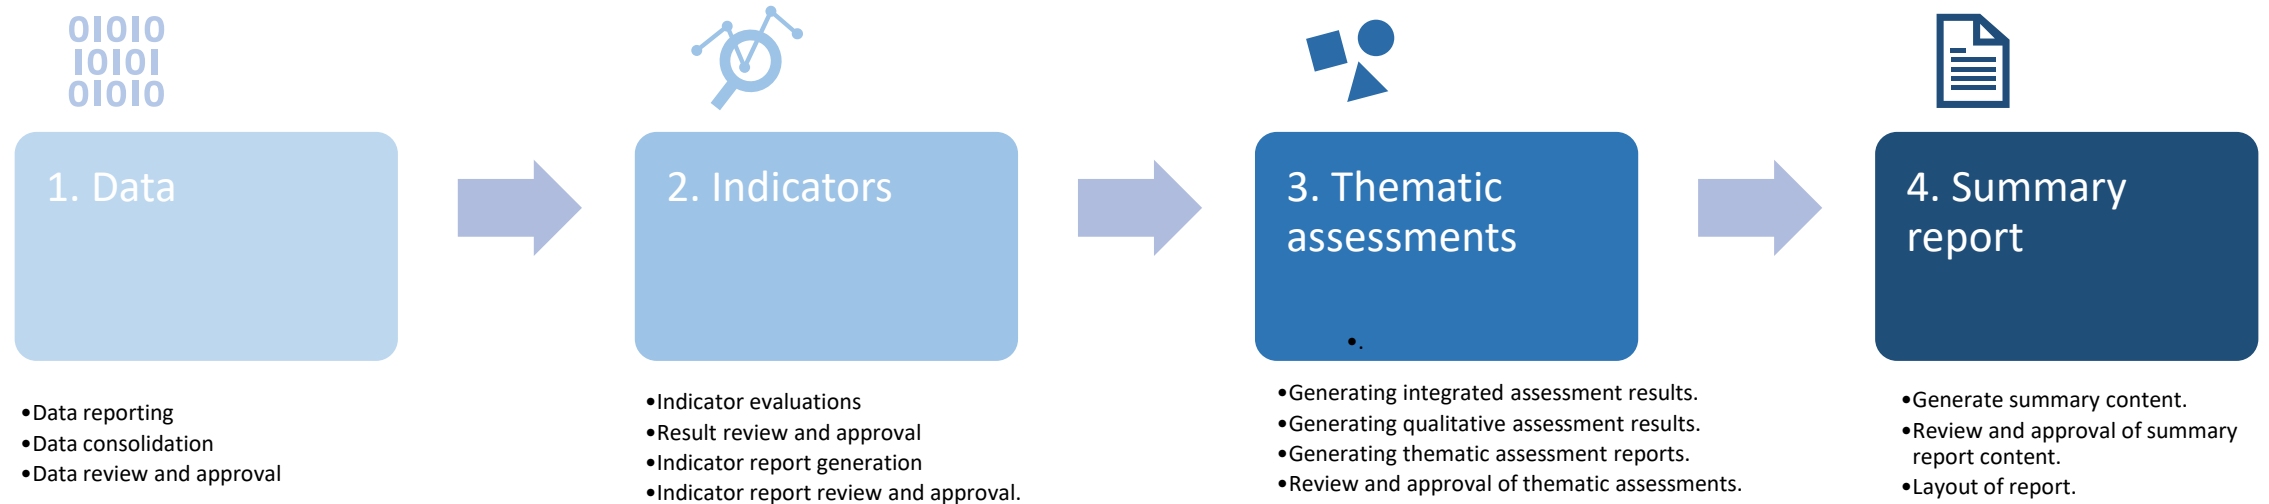 01010
10101
01010
1. Data
•Data reporting
•Data consolidation
•Data review and approval
2. Indicators
•Indicator evaluations
•Result review and approval
•Indicator report generation
•Indicator report review and approval.
3. Thematic
assessments
•.
•Generating integrated assessment results.
•Generating qualitative assessment results.
•Generating thematic assessment reports.
•Review and approval of thematic assessments.
4. Summary
report
•Generate summary content.
•Review and approval of summary
report content.
•Layout of report.